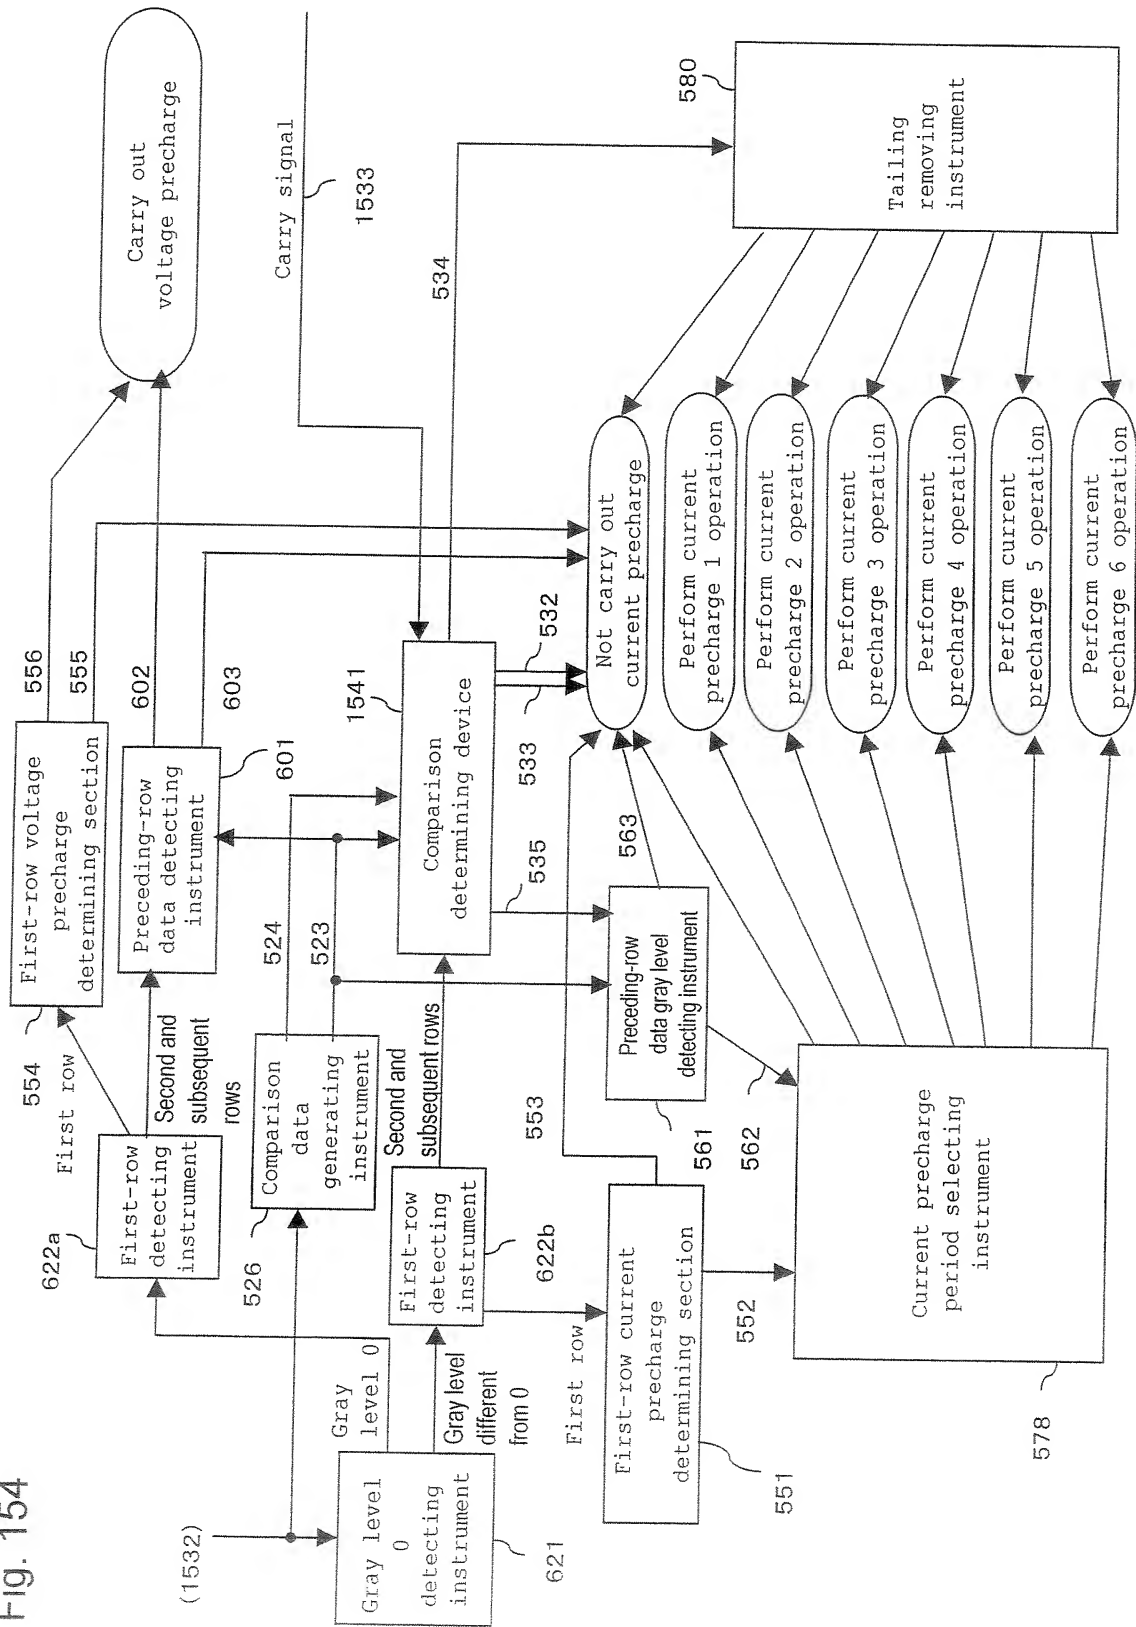 Fig. 154
(1532)
Gray level
0
detecting
instrument
621
Gray
level 0
Gray level
different
from 0
622a
First-row
detecting
instrument
First row
Second and
subsequent
rows
554
First-row voltage
precharge
determining section
556
555
Preceding-row
data detecting
instrument
601
602
603
Carry out
voltage precharge
Carry signal
1533
526
Comparison
data
generating
instrument
524
523
First-row
detecting
instrument
622b
Second and
subsequent rows
First row
1541
Comparison
determining device
532
533
534
535
First-row current
precharge
determining section
551
552
553
Preceding-row
data gray level
detecting instrument
561
562
563
Current precharge
period selecting
instrument
578
Not carry out
current precharge
Perform current
precharge 1 operation
Perform current
precharge 2 operation
Perform current
precharge 3 operation
Perform current
precharge 4 operation
Perform current
precharge 5 operation
Perform current
precharge 6 operation
580
Tailing
removing
instrument